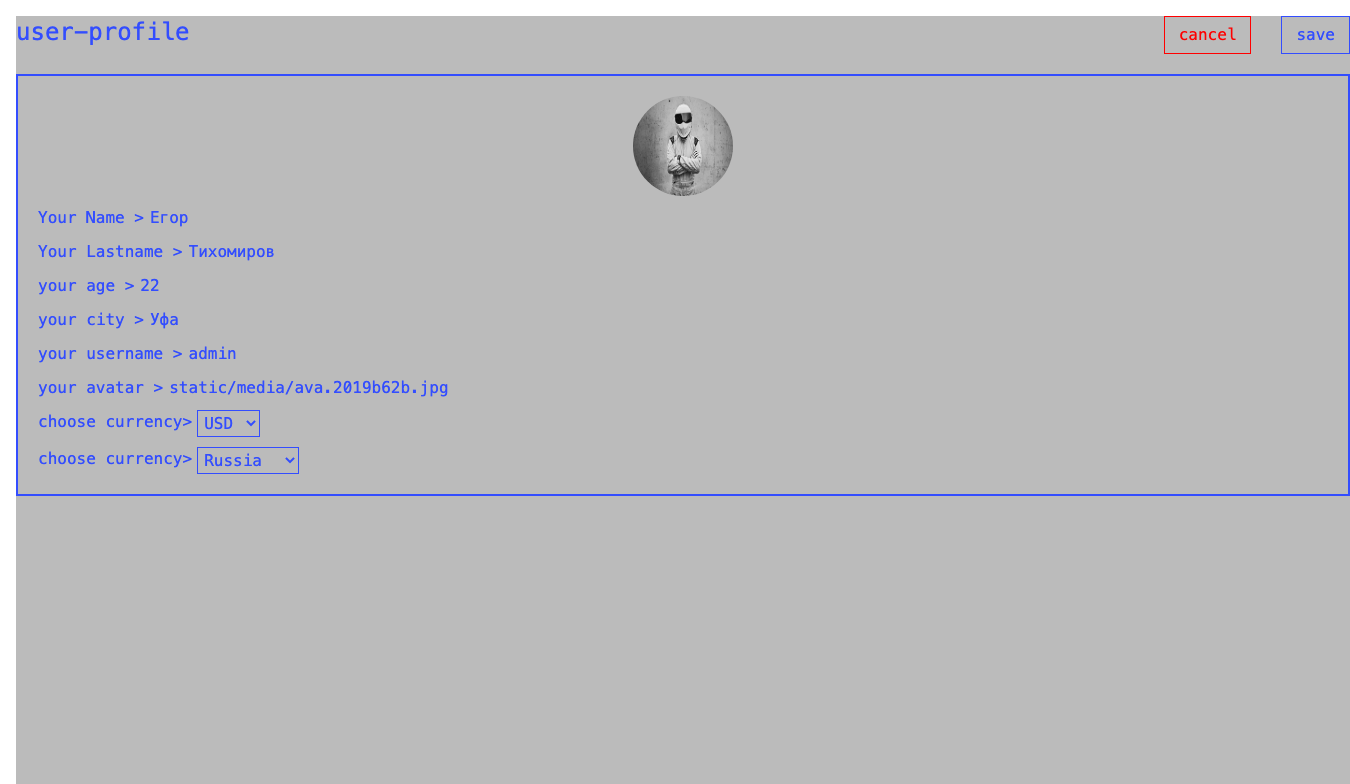 user-profile
cancel
save
Your Name > Егор
Your Lastname > Тихомиров
your age > 22
your city > Уфа
your username > admin
your avatar > static/media/ava.2019b62b.jpg
choose currency> USD
choose currency> Russia